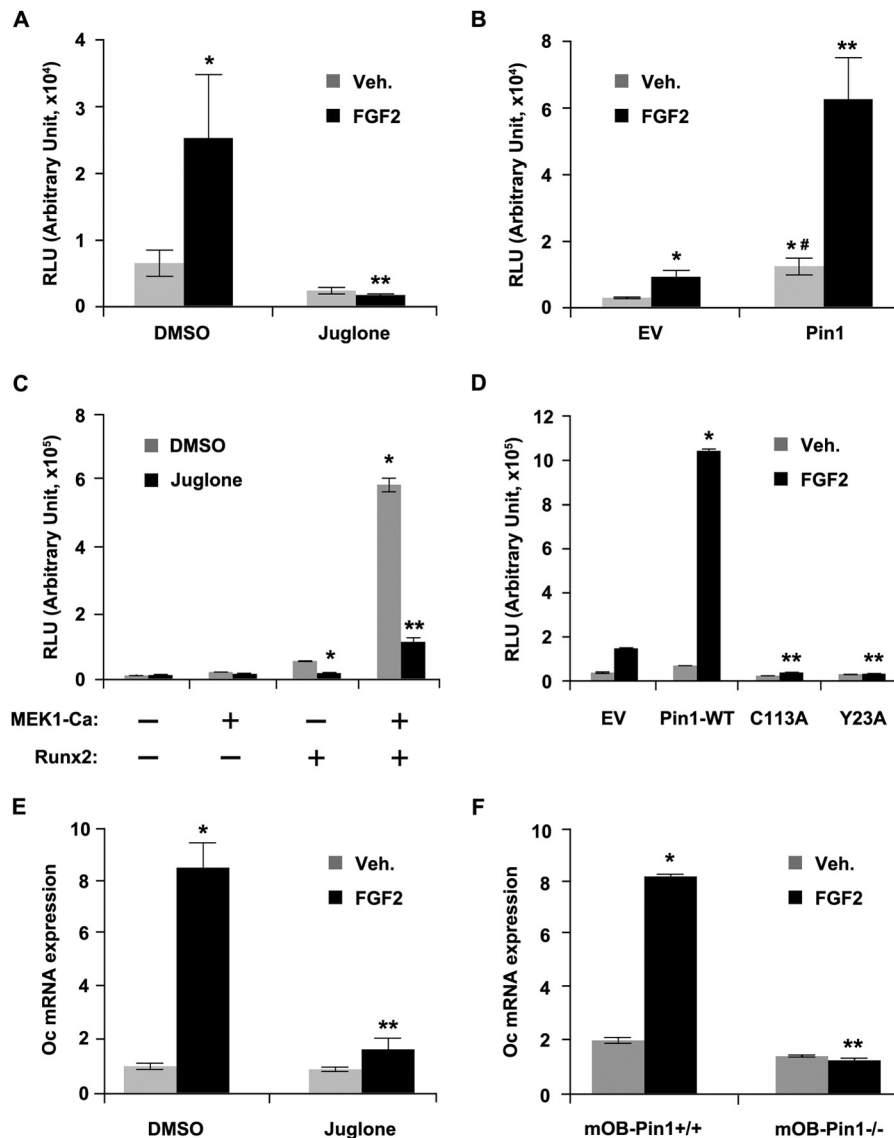 A
RLU (Arbitrary Unit, x10⁴)
4
3
2
1
0
*
**
Veh.
FGF2
DMSO
Juglone
B
RLU (Arbitrary Unit, x10⁴)
8
6
4
2
0
*
* #
**
Veh.
FGF2
EV
Pin1
C
RLU (Arbitrary Unit, x10⁵)
8
6
4
2
0
DMSO
Juglone
*
*
**
MEK1-Ca: – + – +
Runx2: – – + +
D
RLU (Arbitrary Unit, x10⁵)
12
10
8
6
4
2
0
*
**
**
Veh.
FGF2
EV
Pin1-WT
C113A
Y23A
E
Oc mRNA expression
10
8
6
4
2
0
*
**
Veh.
FGF2
DMSO
Juglone
F
Oc mRNA expression
10
8
6
4
2
0
*
**
Veh.
FGF2
mOB-Pin1+/+
mOB-Pin1-/-